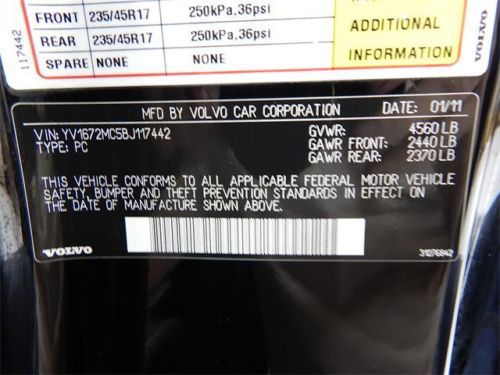 FRONT 235/45R17 250kPa,36psi
REAR 235/45R17 250kPa,36psi
SPARE NONE NONE
ADDITIONAL
INFORMATION
117442
MFD BY VOLVO CAR CORPORATION DATE: 01/11
VIN: YV1672MC5BJ117442 GVWR: 4560 LB
TYPE: PC GAWR FRONT: 2440 LB
GAWR REAR: 2370 LB
THIS VEHICLE CONFORMS TO ALL APPLICABLE FEDERAL MOTOR VEHICLE
SAFETY, BUMPER AND THEFT PREVENTION STANDARDS IN EFFECT ON
THE DATE OF MANUFACTURE SHOWN ABOVE.
VOLVO 31276942